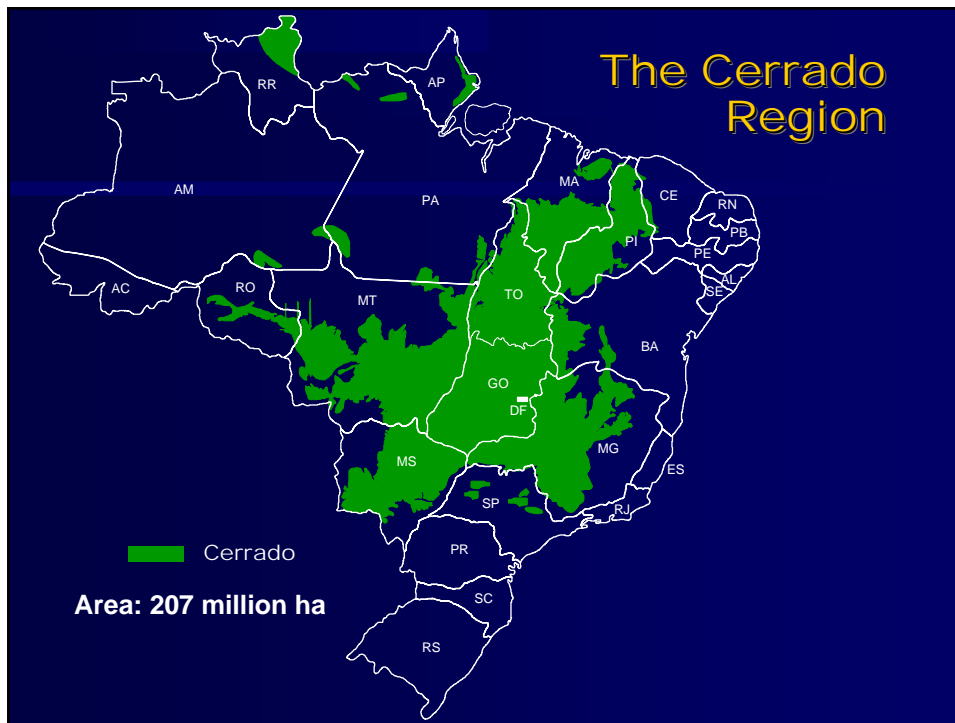 The Cerrado
Region
RR
AP
AM
PA
MA
CE
RN
PB
PI
PE
AL
SE
AC
RO
MT
TO
BA
GO
DF
MG
MS
ES
SP
RJ
Cerrado
PR
Area: 207 million ha
SC
RS